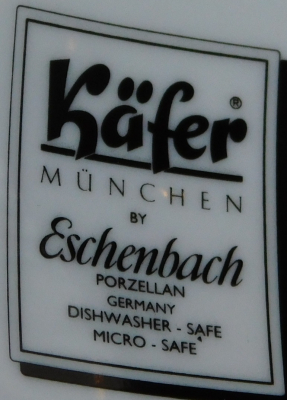 Käfer®
MÜNCHEN
BY
Eschenbach
PORZELLAN
GERMANY
DISHWASHER - SAFE
MICRO - SAFE